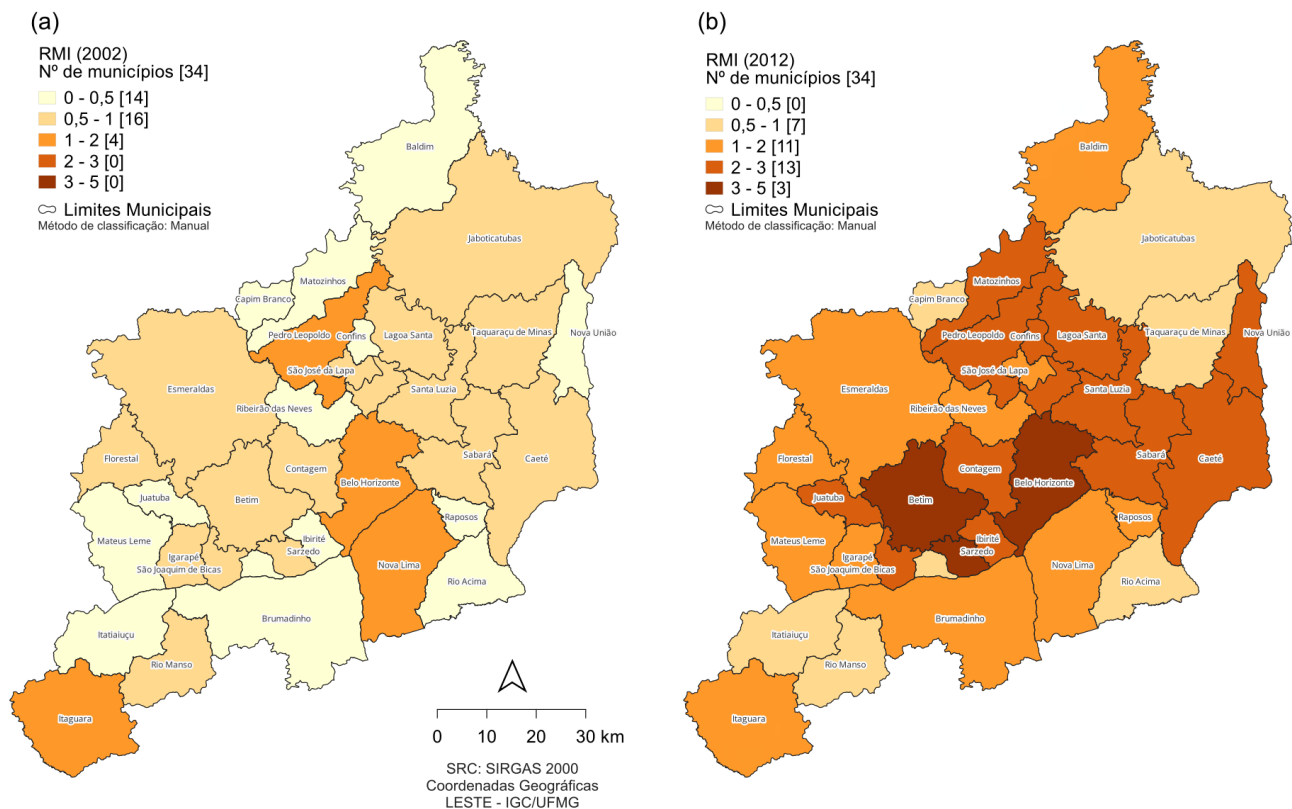 (a)
RMI (2002)
Nº de municípios [34]
0 - 0,5 [14]
0,5 - 1 [16]
1 - 2 [4]
2 - 3 [0]
3 - 5 [0]
Limites Municipais
Método de classificação: Manual
Baldim
Jaboticatubas
Matozinhos
Capim Branco
Pedro Leopoldo
Confins
Lagoa Santa
Taquaraçu de Minas
Nova União
São José da Lapa
Esmeraldas
Santa Luzia
Ribeirão das Neves
Florestal
Contagem
Sabará
Caeté
Belo Horizonte
Juatuba
Betim
Raposos
Mateus Leme
Ibirité
Sarzedo
Igarapé
São Joaquim de Bicas
Nova Lima
Rio Acima
Brumadinho
Itatiaiuçu
Rio Manso
Itaguara
0 10 20 30 km
SRC: SIRGAS 2000
Coordenadas Geográficas
LESTE - IGC/UFMG
(b)
RMI (2012)
Nº de municípios [34]
0 - 0,5 [0]
0,5 - 1 [7]
1 - 2 [11]
2 - 3 [13]
3 - 5 [3]
Limites Municipais
Método de classificação: Manual
Baldim
Jaboticatubas
Matozinhos
Capim Branco
Pedro Leopoldo
Confins
Lagoa Santa
Taquaraçu de Minas
Nova União
São José da Lapa
Esmeraldas
Santa Luzia
Ribeirão das Neves
Florestal
Contagem
Sabará
Caeté
Belo Horizonte
Juatuba
Betim
Raposos
Mateus Leme
Ibirité
Sarzedo
Igarapé
São Joaquim de Bicas
Nova Lima
Rio Acima
Brumadinho
Itatiaiuçu
Rio Manso
Itaguara